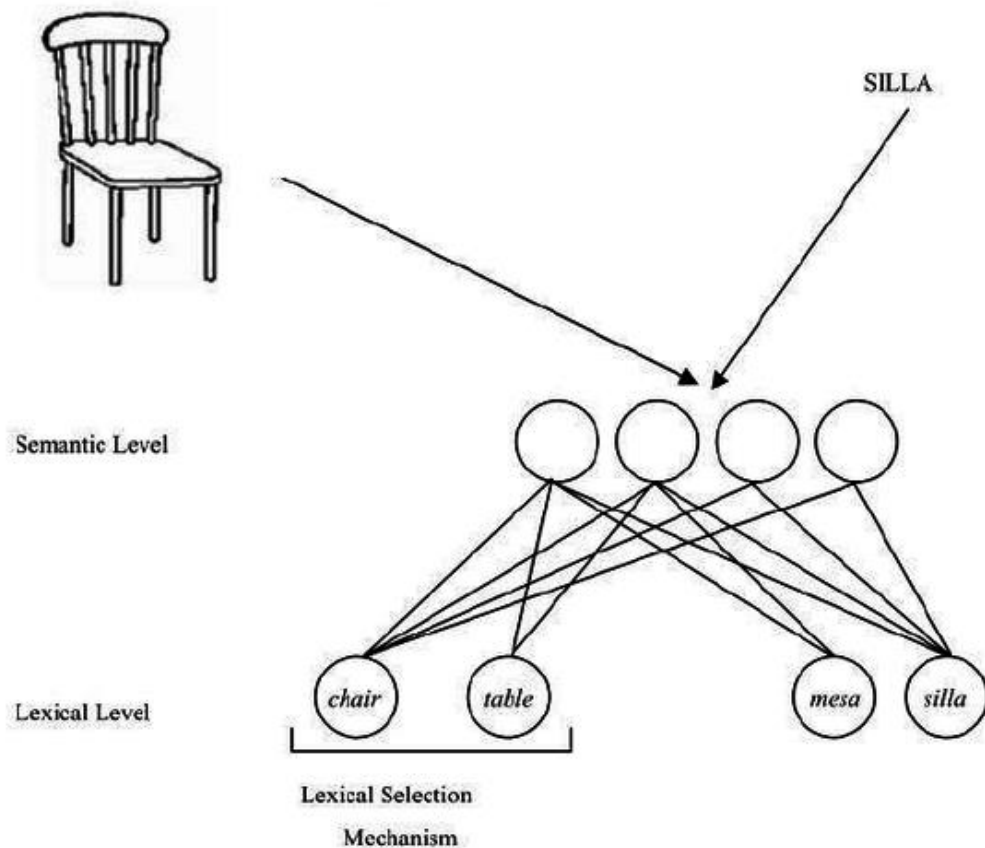 SILLA
Semantic Level
Lexical Level
chair
table
mesa
silla
Lexical Selection
Mechanism